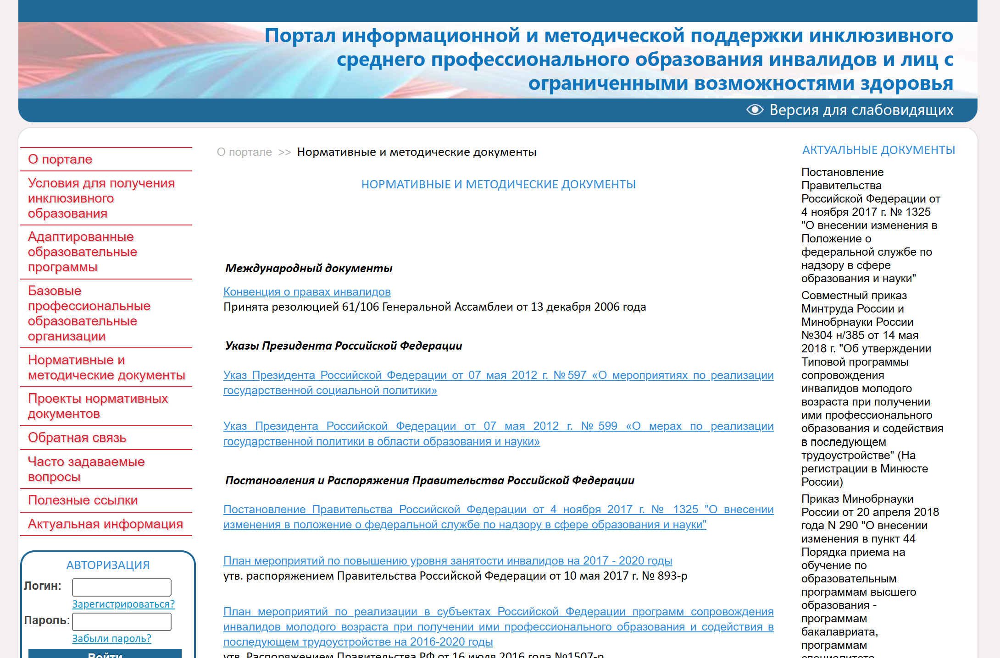 Портал информационной и методической поддержки инклюзивного
среднего профессионального образования инвалидов и лиц с
ограниченными возможностями здоровья
Версия для слабовидящих
О портале
Условия для получения
инклюзивного
образования
Адаптированные
образовательные
программы
Базовые
профессиональные
образовательные
организации
Нормативные и
методические документы
Проекты нормативных
документов
Обратная связь
Часто задаваемые
вопросы
Полезные ссылки
Актуальная информация
АВТОРИЗАЦИЯ
Логин:
Зарегистрироваться?
Пароль:
Забыли пароль?
Войти
О портале >> Нормативные и методические документы
НОРМАТИВНЫЕ И МЕТОДИЧЕСКИЕ ДОКУМЕНТЫ
Международный документы
Конвенция о правах инвалидов
Принята резолюцией 61/106 Генеральной Ассамблеи от 13 декабря 2006 года
Указы Президента Российской Федерации
Указ Президента Российской Федерации от 07 мая 2012 г. №597 «О мероприятиях по реализации
государственной социальной политики»
Указ Президента Российской Федерации от 07 мая 2012 г. № 599 «О мерах по реализации
государственной политики в области образования и науки»
Постановления и Распоряжения Правительства Российской Федерации
Постановление Правительства Российской Федерации от 4 ноября 2017 г. № 1325 "О внесении
изменения в положение о федеральной службе по надзору в сфере образования и науки"
План мероприятий по повышению уровня занятости инвалидов на 2017 - 2020 годы
утв. распоряжением Правительства Российской Федерации от 10 мая 2017 г. № 893-р
План мероприятий по реализации в субъектах Российской Федерации программ сопровождения
инвалидов молодого возраста при получении ими профессионального образования и содействия в
последующем трудоустройстве на 2016-2020 годы
утв. Распоряжением Правительства РФ от 16 июля 2016 года №1507-р
АКТУАЛЬНЫЕ ДОКУМЕНТЫ
Постановление
Правительства
Российской Федерации от
4 ноября 2017 г. № 1325
"О внесении изменения в
Положение о
федеральной службе по
надзору в сфере
образования и науки"
Совместный приказ
Минтруда России и
Минобрнауки России
№304 н/385 от 14 мая
2018 г. "Об утверждении
Типовой программы
сопровождения
инвалидов молодого
возраста при получении
ими профессионального
образования и содействия
в последующем
трудоустройстве" (На
регистрации в Минюсте
России)
Приказ Минобрнауки
России от 20 апреля 2018
года N 290 "О внесении
изменения в пункт 44
Порядка приема на
обучение по
образовательным
программам высшего
образования -
программам
бакалавриата,
программам
специалитета